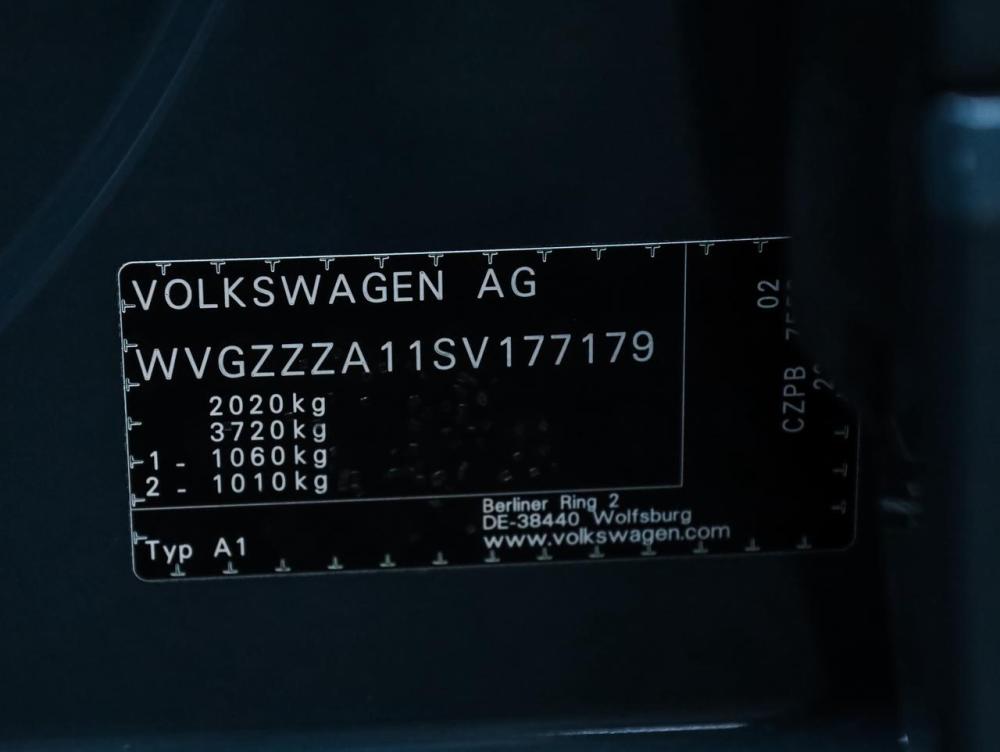 VOLKSWAGEN AG
WVGZZZA11SV177179
2020kg
3720kg
1 - 1060kg
2 - 1010kg
Typ A1
Berliner Ring 2
DE-38440 Wolfsburg
www.volkswagen.com
02
CZPB